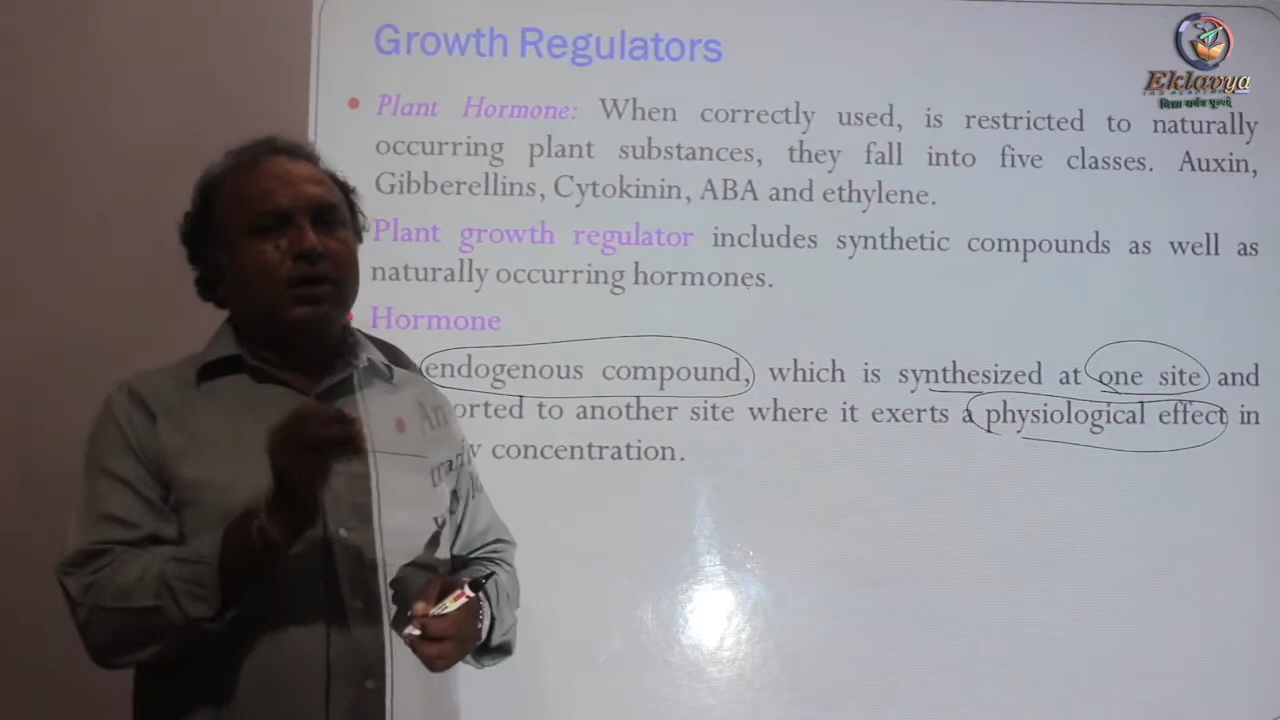 Growth Regulators
Eklavya
• Plant Hormone: When correctly used, is restricted to naturally
occurring plant substances, they fall into five classes. Auxin,
Gibberellins, Cytokinin, ABA and ethylene.
Plant growth regulator includes synthetic compounds as well as
naturally occurring hormones.
• Hormone
• An endogenous compound, which is synthesized at one site and
orted to another site where it exerts a physiological effect in
concentration.